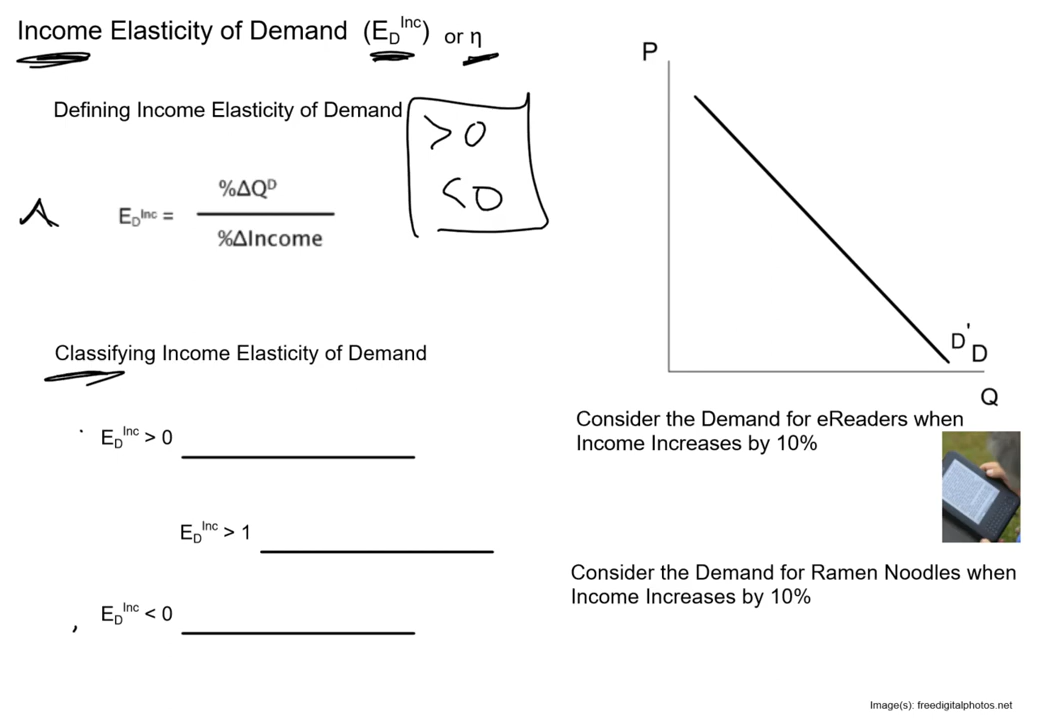 Income Elasticity of Demand (E_D^Inc) or η
Defining Income Elasticity of Demand
>0
<0
E_D^Inc = %ΔQ^D
%ΔIncome
Classifying Income Elasticity of Demand
E_D^Inc > 0
E_D^Inc > 1
E_D^Inc < 0
P
D'
D
Q
Consider the Demand for eReaders when
Income Increases by 10%
Consider the Demand for Ramen Noodles when
Income Increases by 10%
Image(s): freedigitalphotos.net